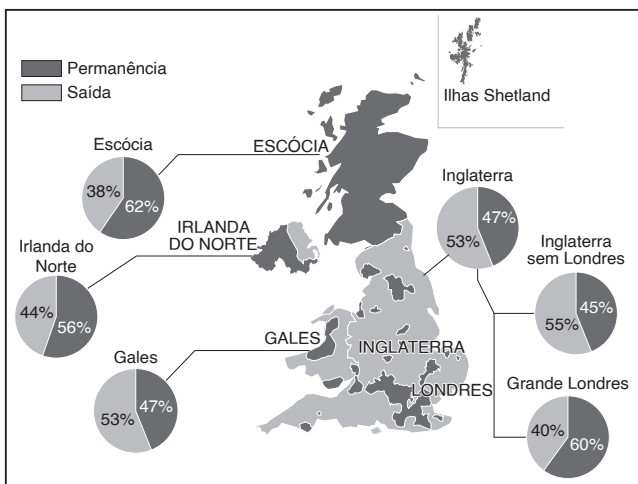 Permanência
Saída
Ilhas Shetland
Escócia
ESCÓCIA
38%
62%
Inglaterra
47%
53%
IRLANDA
DO NORTE
Irlanda do
Norte
44%
56%
Inglaterra
sem Londres
45%
55%
GALES
INGLATERRA
Gales
47%
53%
LONDRES
Grande Londres
40%
60%